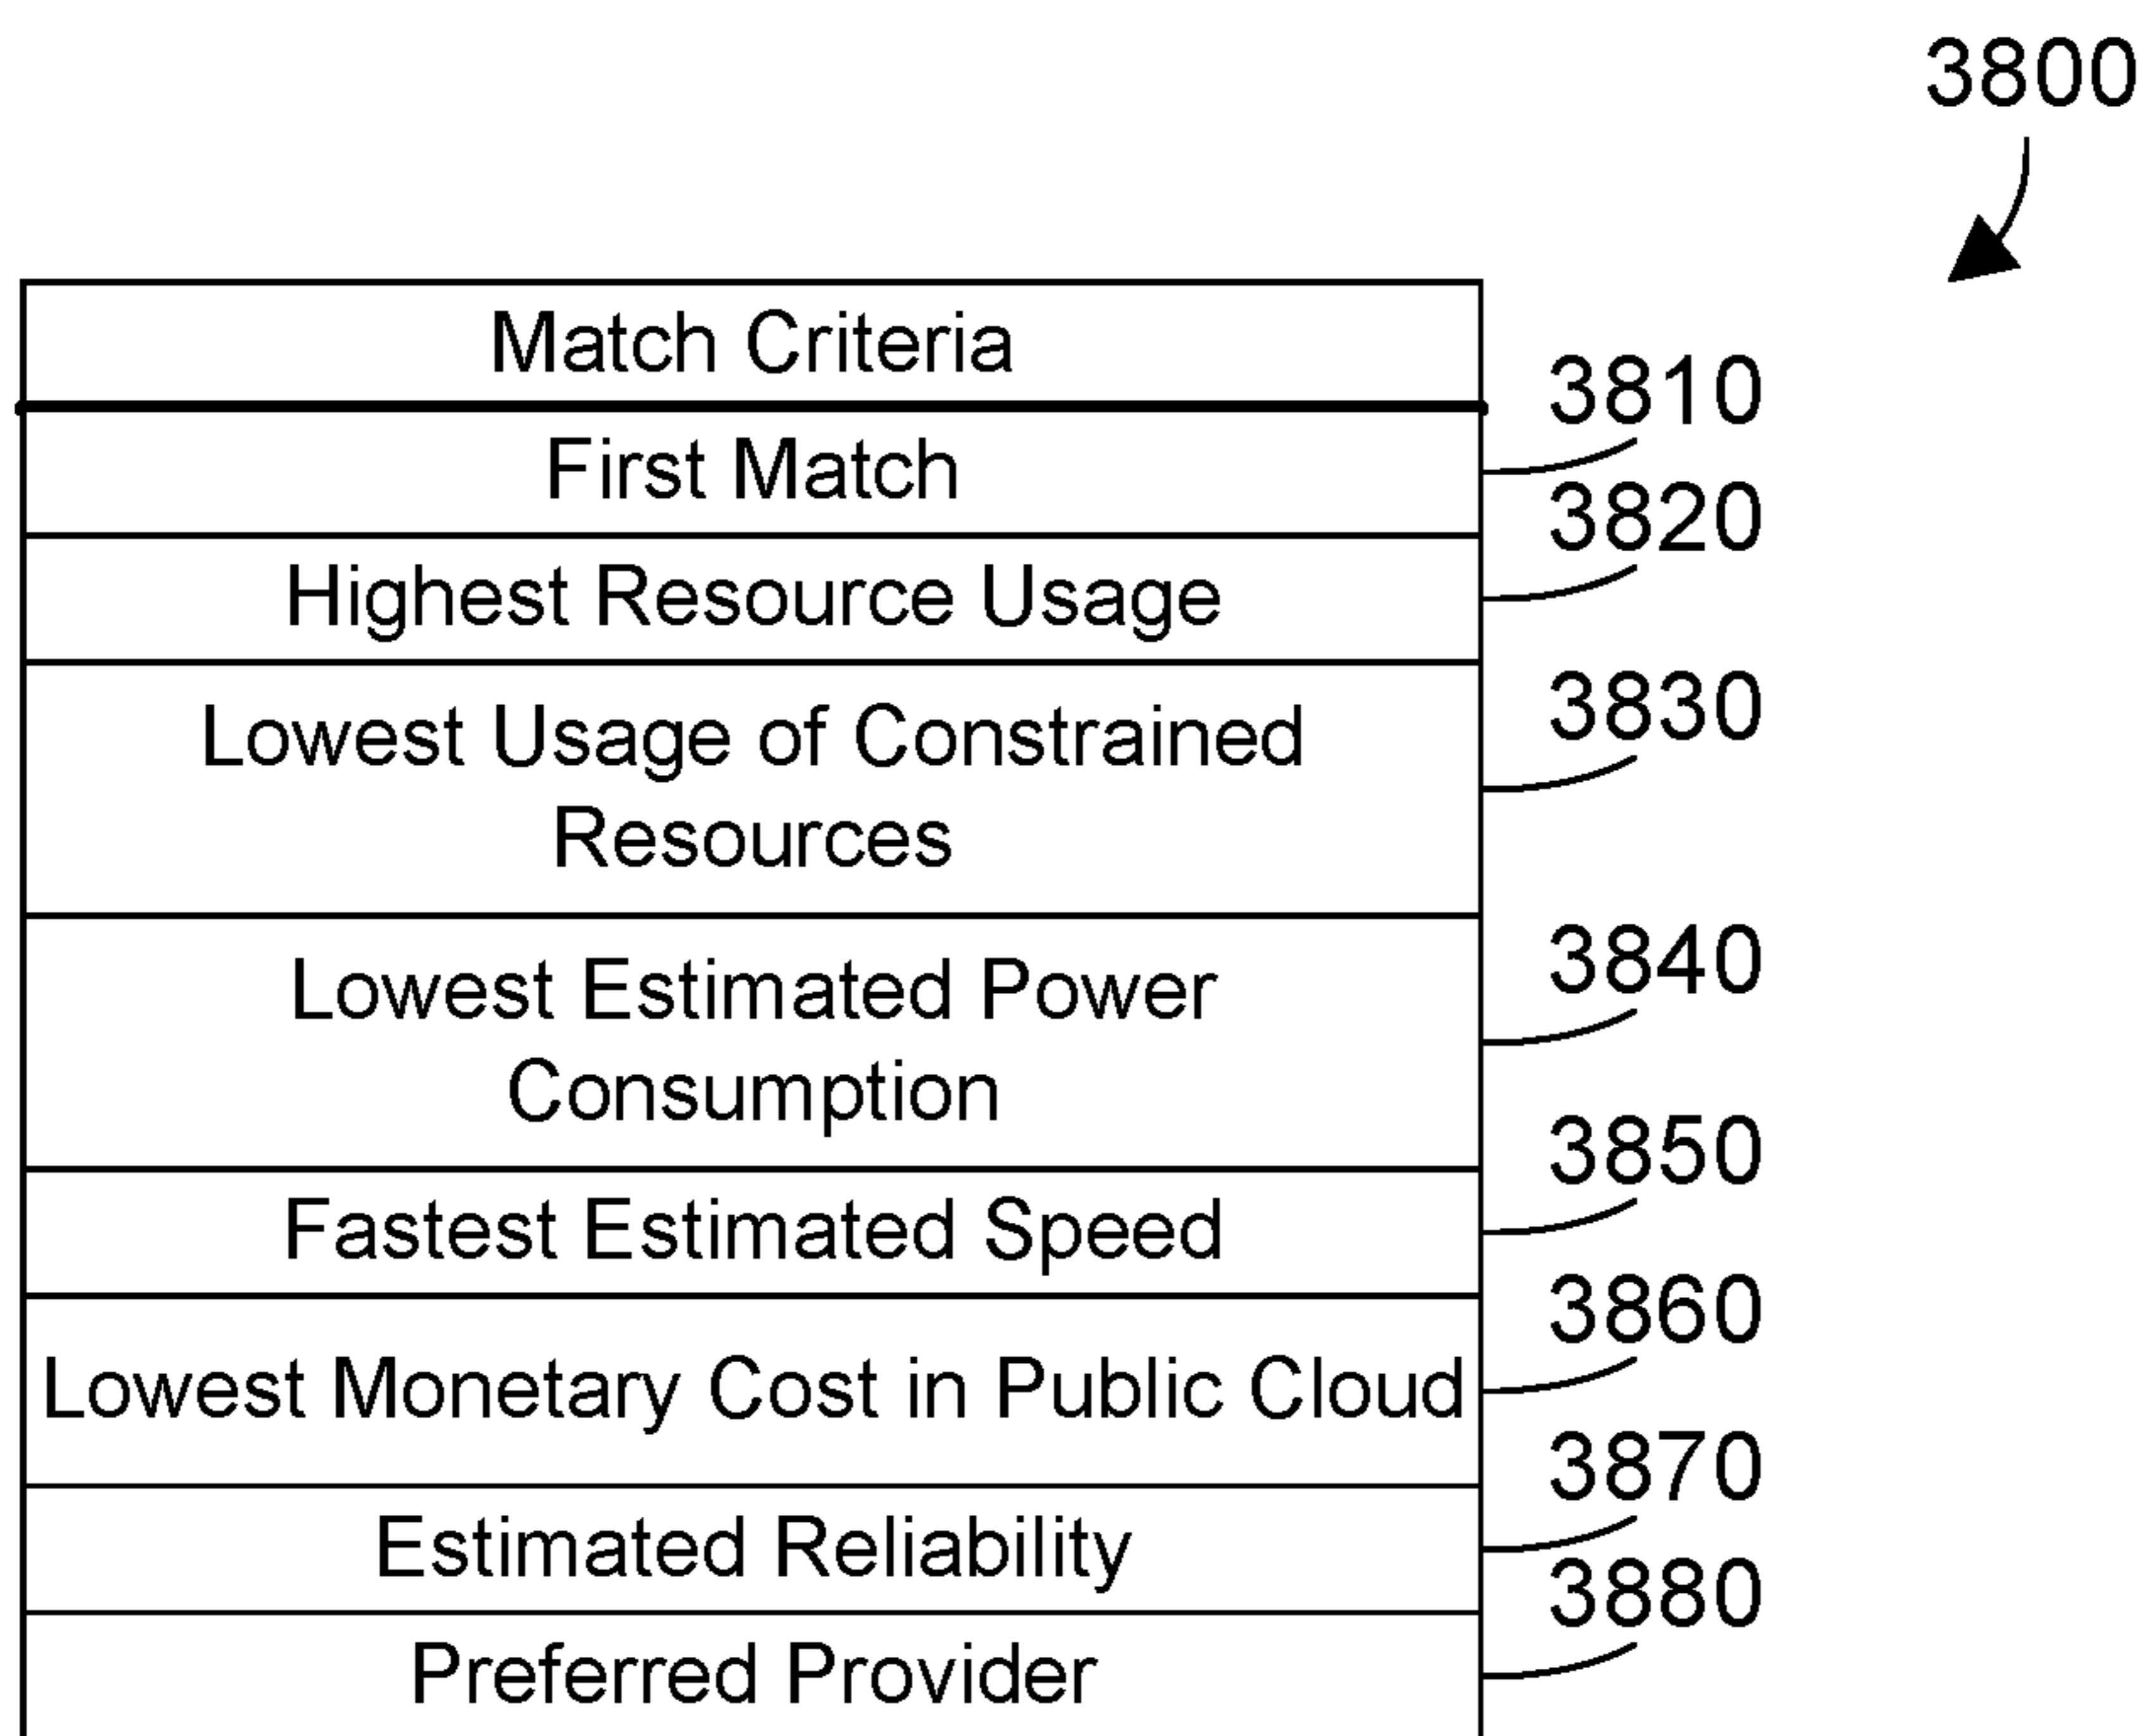 3800
Match Criteria
First Match
3810
Highest Resource Usage
3820
Lowest Usage of Constrained
Resources
3830
Lowest Estimated Power
Consumption
3840
Fastest Estimated Speed
3850
Lowest Monetary Cost in Public Cloud
3860
Estimated Reliability
3870
Preferred Provider
3880